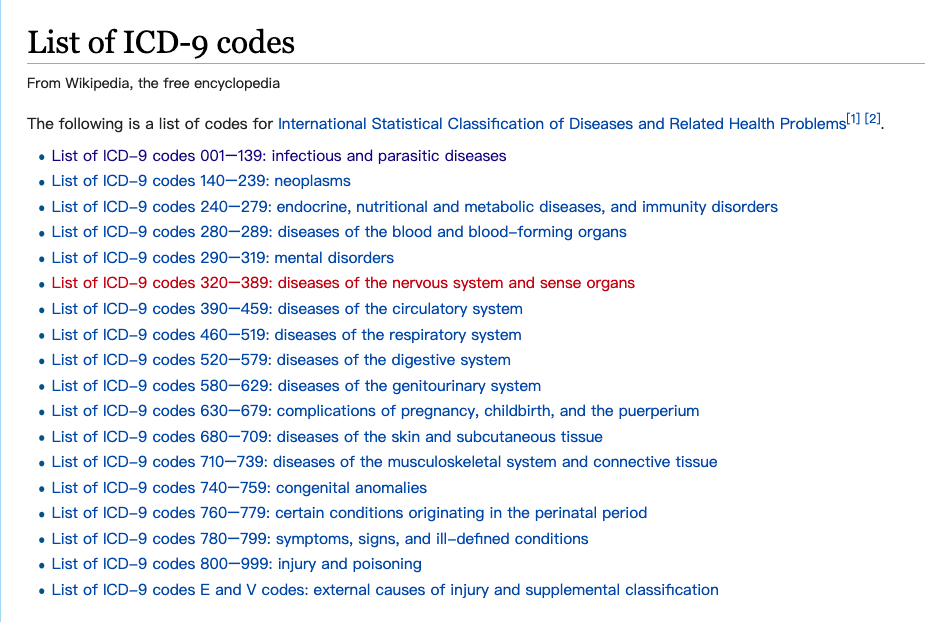 List of ICD-9 codes
From Wikipedia, the free encyclopedia
The following is a list of codes for International Statistical Classification of Diseases and Related Health Problems[1] [2].
• List of ICD–9 codes 001—139: infectious and parasitic diseases
• List of ICD–9 codes 140—239: neoplasms
• List of ICD–9 codes 240—279: endocrine, nutritional and metabolic diseases, and immunity disorders
• List of ICD–9 codes 280—289: diseases of the blood and blood–forming organs
• List of ICD–9 codes 290—319: mental disorders
• List of ICD–9 codes 320—389: diseases of the nervous system and sense organs
• List of ICD–9 codes 390—459: diseases of the circulatory system
• List of ICD–9 codes 460—519: diseases of the respiratory system
• List of ICD–9 codes 520—579: diseases of the digestive system
• List of ICD–9 codes 580—629: diseases of the genitourinary system
• List of ICD–9 codes 630—679: complications of pregnancy, childbirth, and the puerperium
• List of ICD–9 codes 680—709: diseases of the skin and subcutaneous tissue
• List of ICD–9 codes 710—739: diseases of the musculoskeletal system and connective tissue
• List of ICD–9 codes 740—759: congenital anomalies
• List of ICD–9 codes 760—779: certain conditions originating in the perinatal period
• List of ICD–9 codes 780—799: symptoms, signs, and ill–defined conditions
• List of ICD–9 codes 800—999: injury and poisoning
• List of ICD–9 codes E and V codes: external causes of injury and supplemental classification